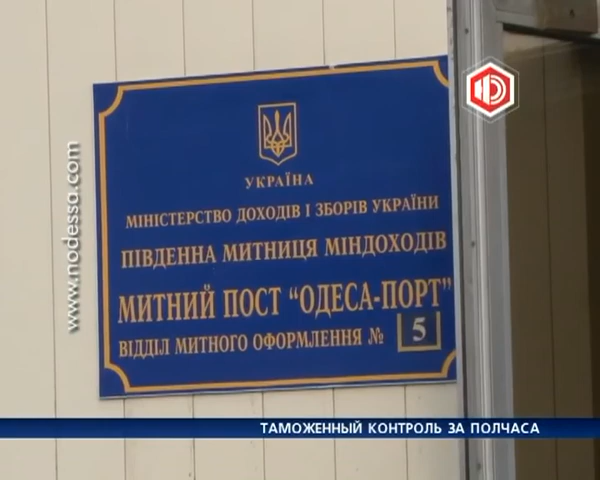 УКРАЇНА
МІНІСТЕРСТВО ДОХОДІВ І ЗБОРІВ УКРАЇНИ
ПІВДЕННА МИТНИЦЯ МІНДОХОДІВ
МИТНИЙ ПОСТ “ОДЕСА-ПОРТ”
ВІДДІЛ МИТНОГО ОФОРМЛЕННЯ № 5
www.nodessa.com
ТАМОЖЕННЫЙ КОНТРОЛЬ ЗА ПОЛЧАСА